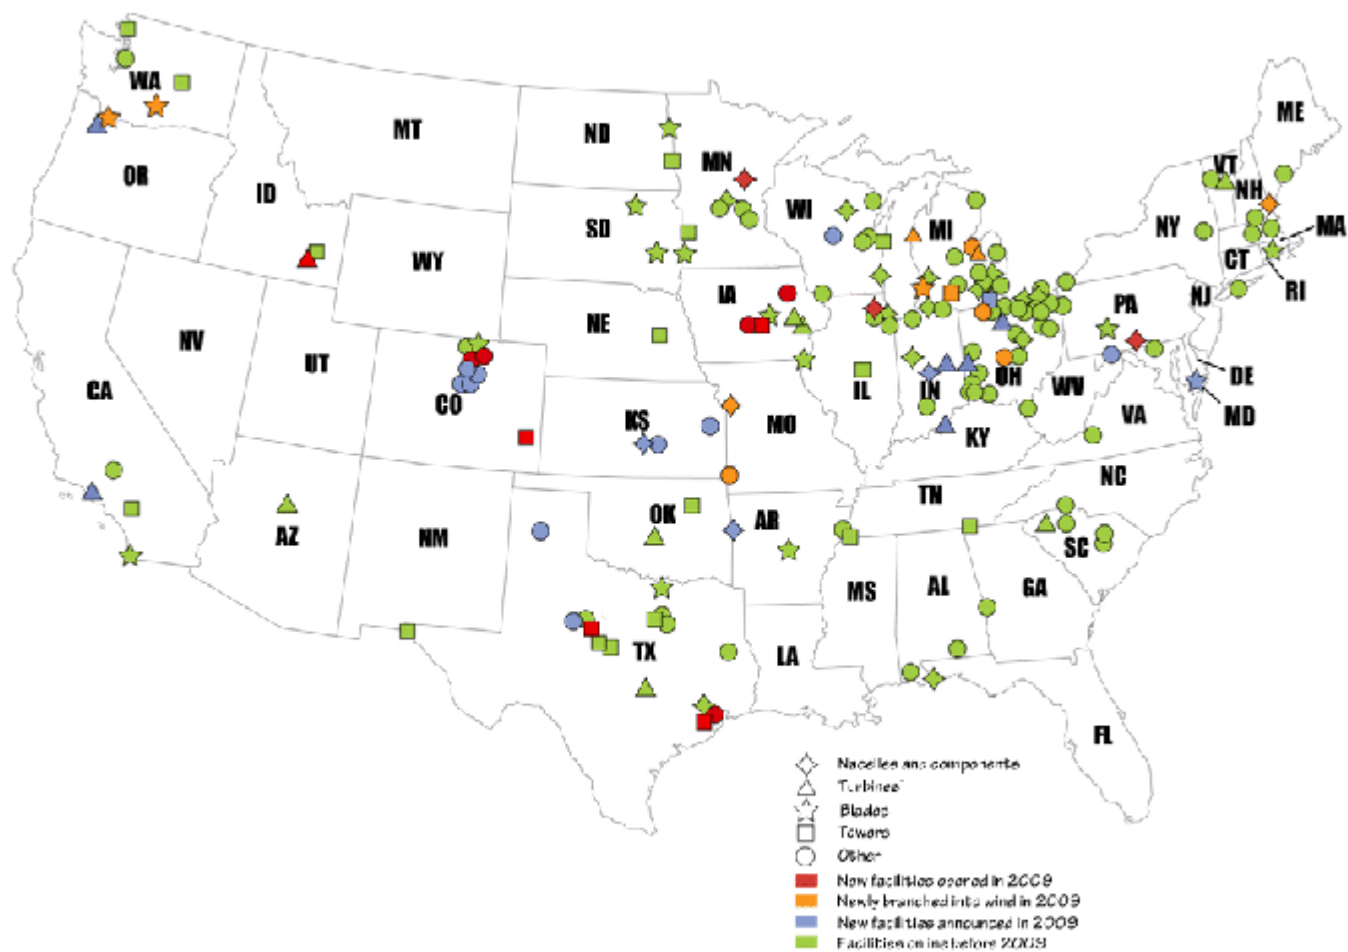 WA
MT
ND
MN
ME
VT
NH
OR
ID
SD
WI
MI
NY
MA
CT
RI
WY
IA
PA
NJ
NV
NE
UT
CO
CA
IL
IN
OH
WV
DE
MD
KS
MO
KY
VA
NC
TN
AZ
NM
OK
AR
SC
MS
AL
GA
TX
LA
FL
Nacelles and components
Turbines
Blades
Towers
Other
New facilities opened in 2009
Newly branched into wind in 2009
New facilities announced in 2009
Facilities online before 2009